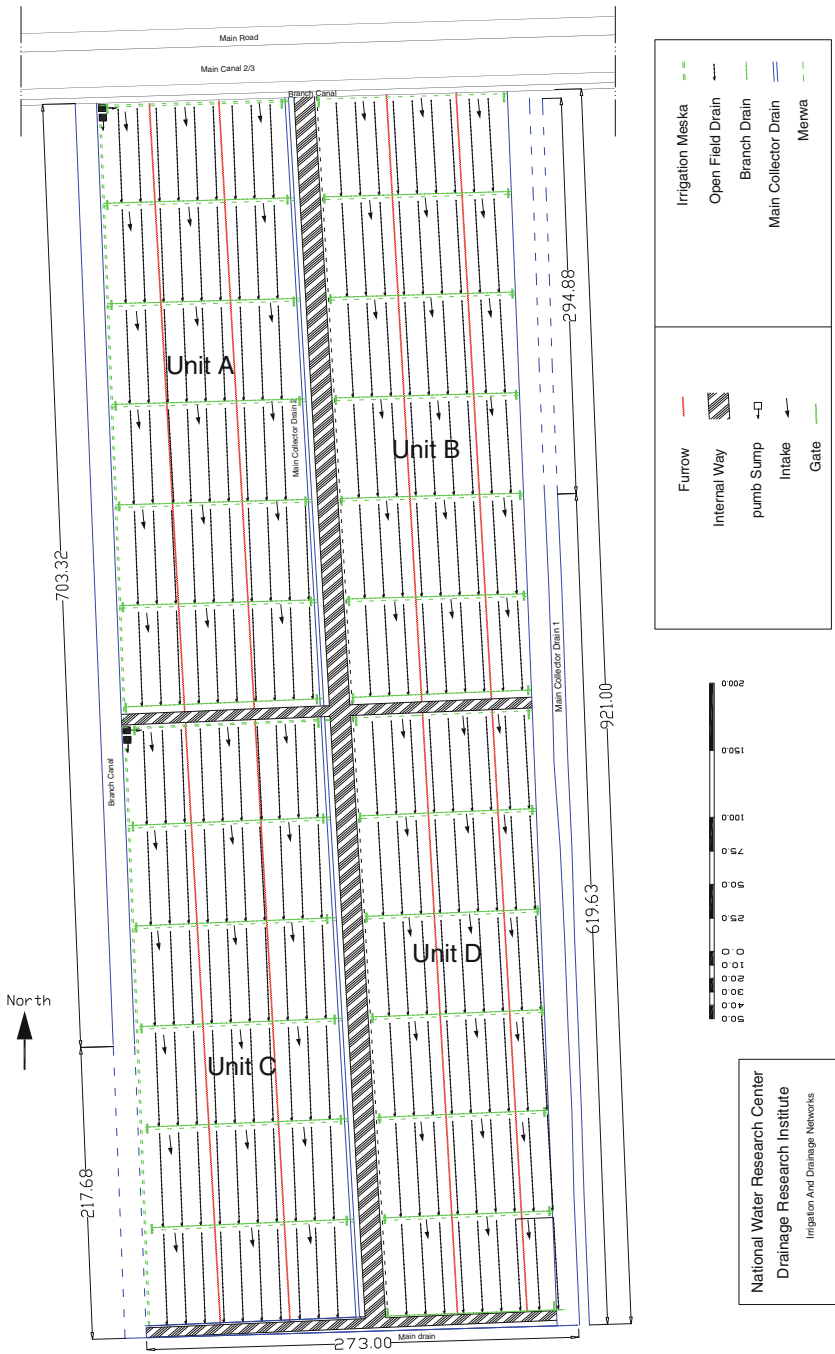 Main Road
Main Canal 2/3
Branch Canal
Unit A
Unit B
Main Collector Drain 2
294.88
703.32
Main Collector Drain 1
921.00
Branch Canal
619.63
Unit C
Unit D
North
217.68
273.00
Main drain
Irrigation Meska
Open Field Drain
Branch Drain
Main Collector Drain
Merwa
Furrow
Internal Way
pumb Sump
Intake
Gate
200.0
150.0
100.0
75.0
50.0
25.0
0.0
10.0
20.0
30.0
40.0
50.0
National Water Research Center
Drainage Research Institute
Irrigation And Drainage Networks